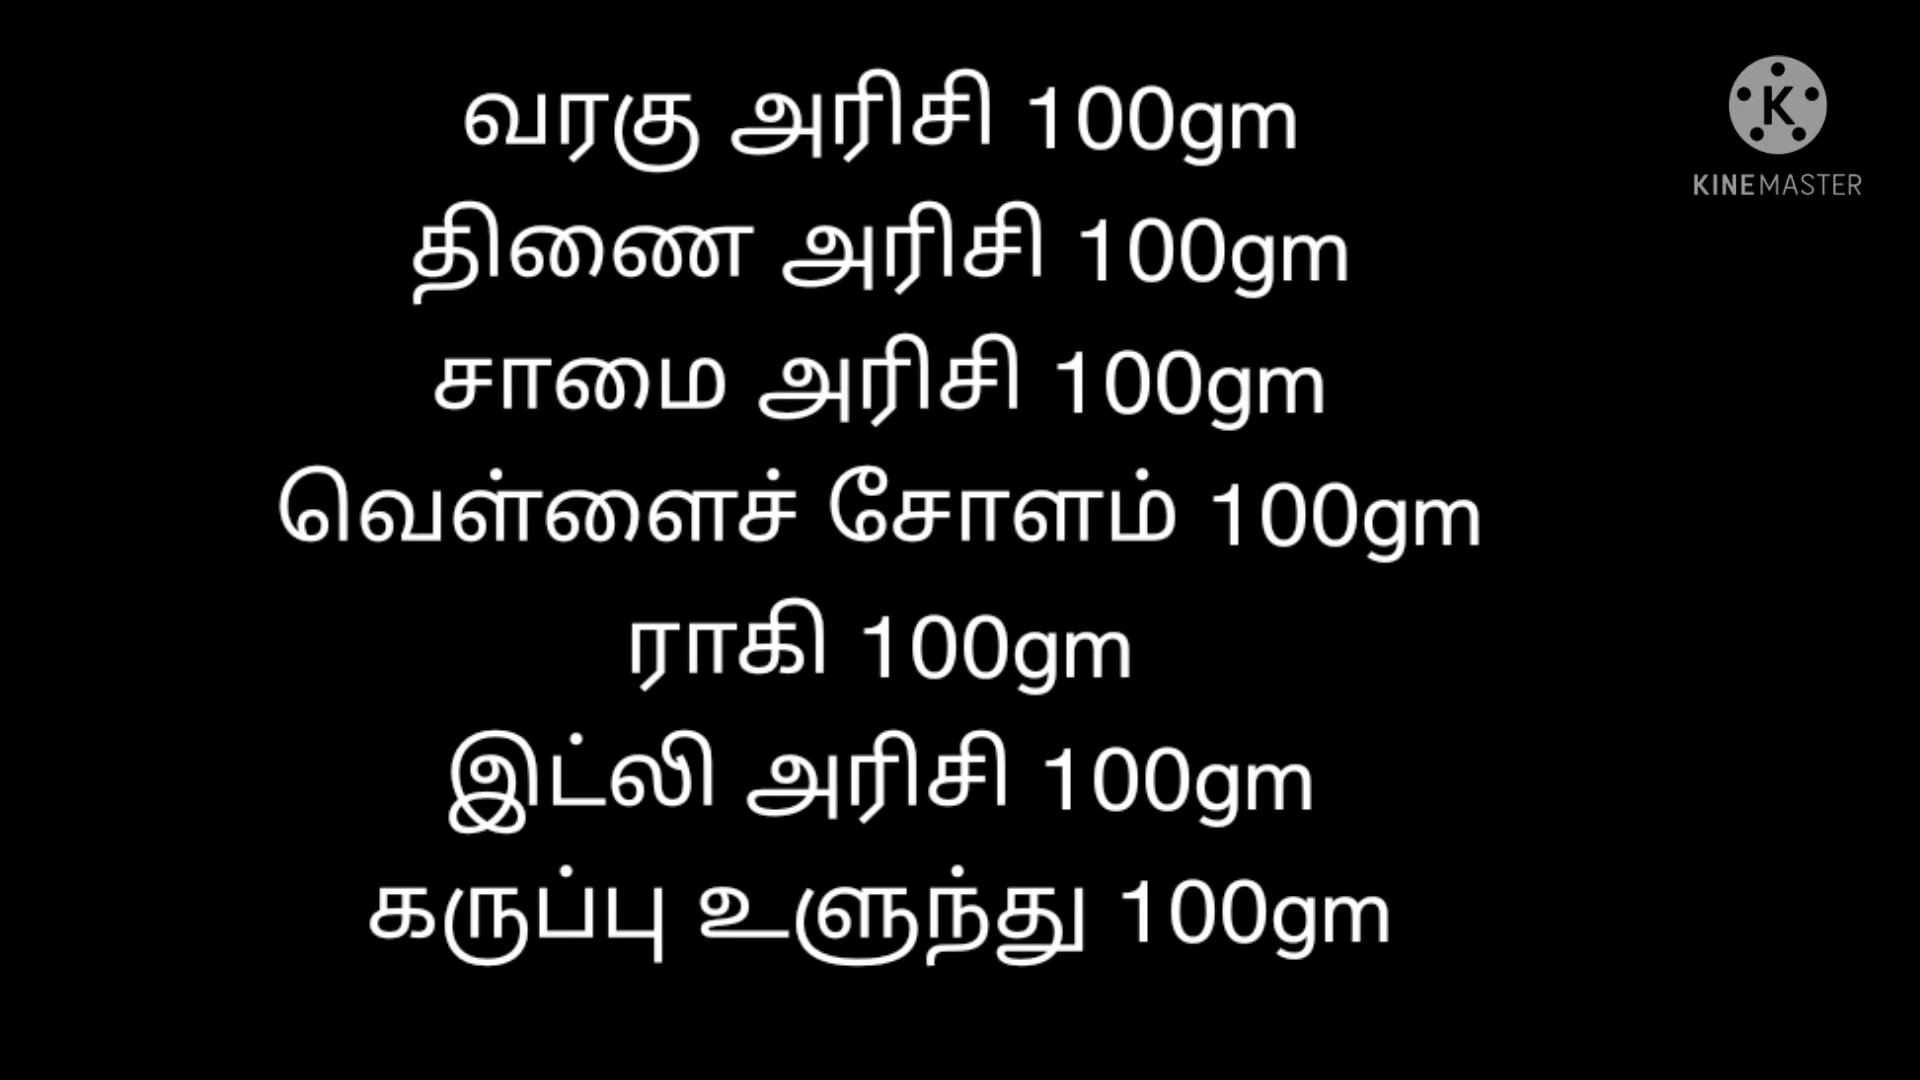 வரகு அரிசி 100gm
திணை அரிசி 100gm
சாமை அரிசி 100gm
வெள்ளைச் சோளம் 100gm
ராகி 100gm
இட்லி அரிசி 100gm
கருப்பு உளுந்து 100gm
K
KINEMASTER